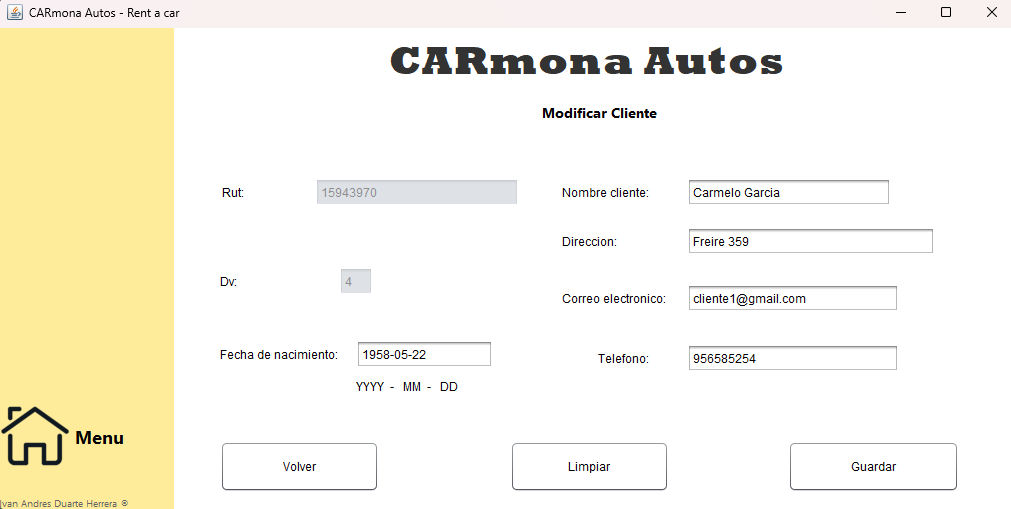 CARmona Autos - Rent a car
CARmona Autos
Modificar Cliente
Rut: 15943970
Nombre cliente: Carmelo Garcia
Direccion: Freire 359
Dv: 4
Correo electronico: cliente1@gmail.com
Fecha de nacimiento: 1958-05-22
YYYY - MM - DD
Telefono: 956585254
Menu
Volver
Limpiar
Guardar
Ivan Andres Duarte Herrera ®